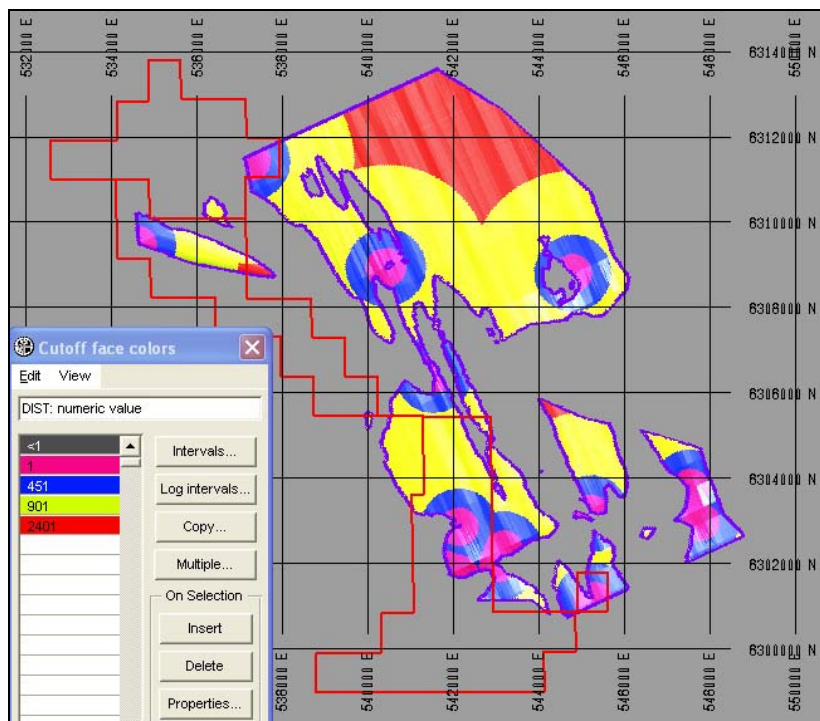 532000 E
534000 E
536000 E
538000 E
540000 E
542000 E
544000 E
546000 E
548000 E
6314000 N
6312000 N
6310000 N
6308000 N
6306000 N
6304000 N
6302000 N
6300000 N
Cutoff face colors
Edit View
DIST: numeric value
<1
1
451
901
2401
Intervals...
Log intervals...
Copy...
Multiple...
On Selection
Insert
Delete
Properties...
538000 E
540000 E
542000 E
544000 E
546000 E
548000 E
550000 E